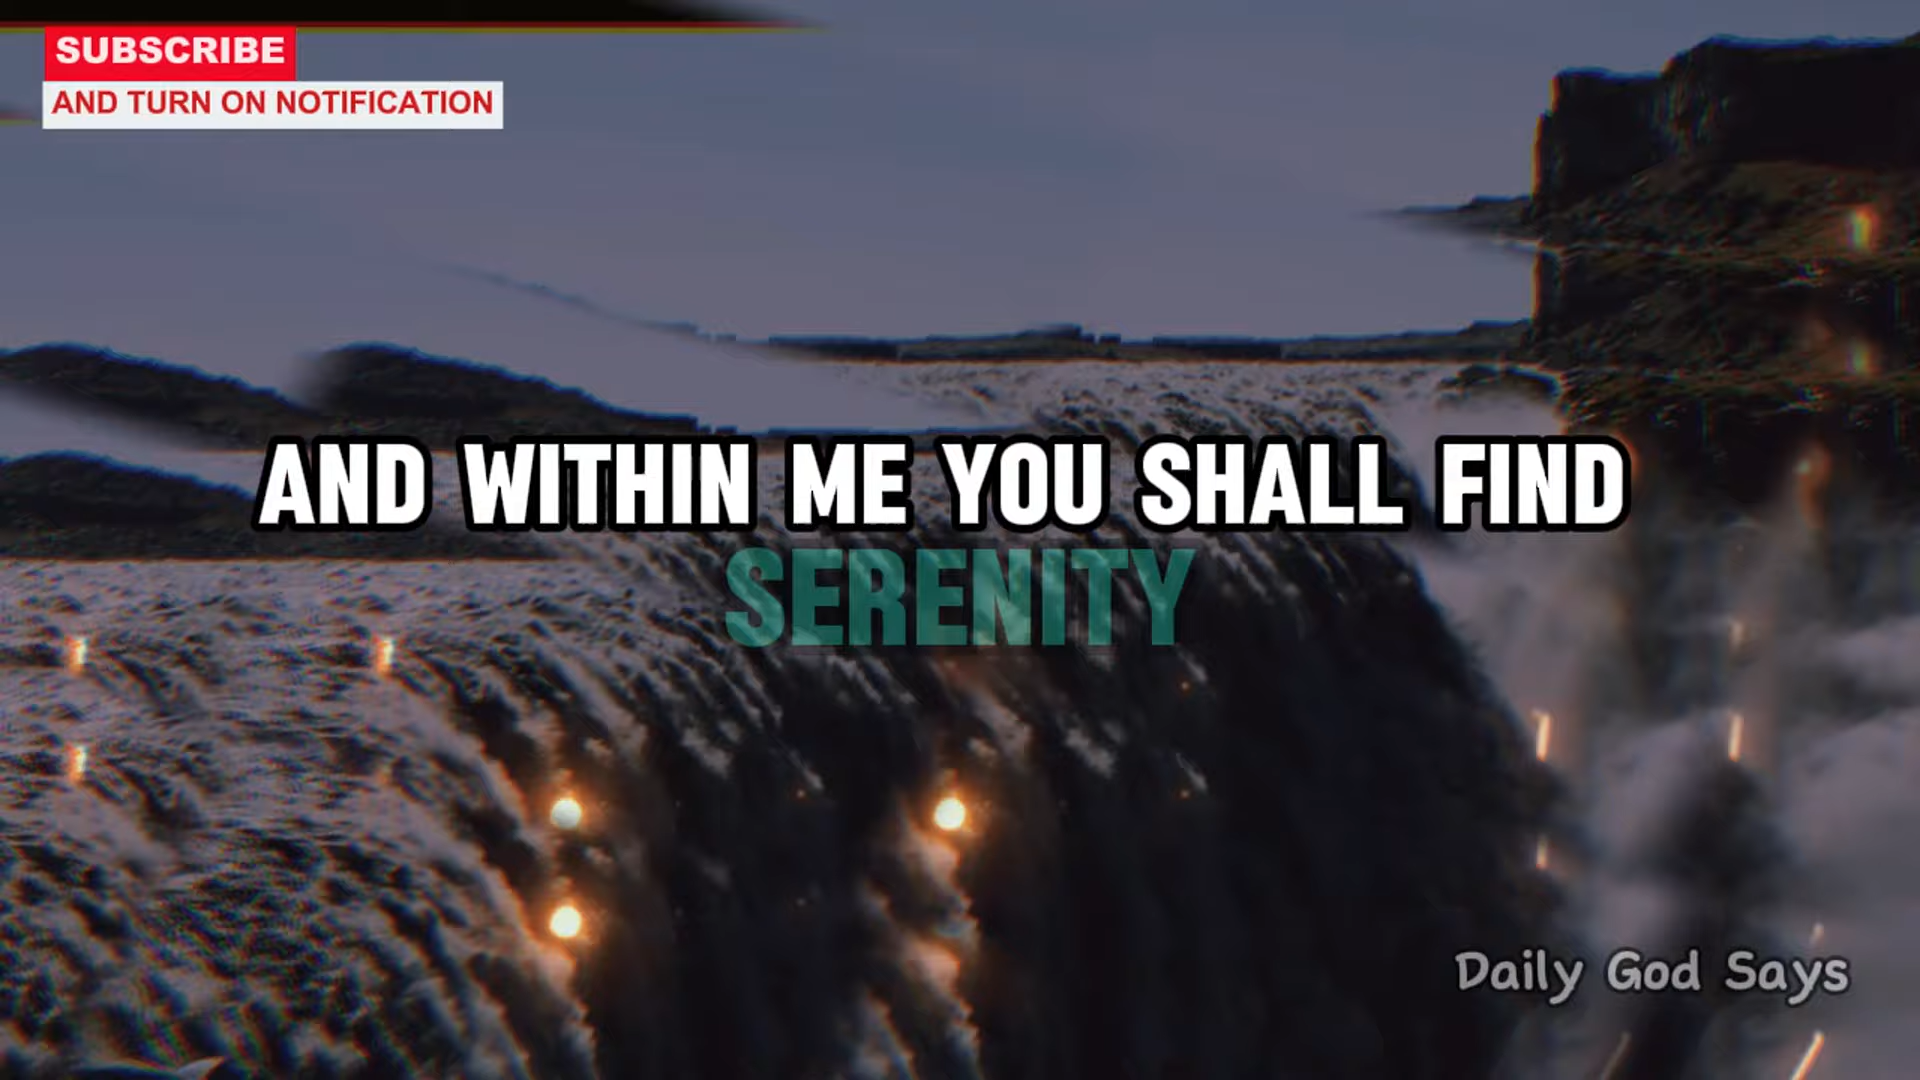 SUBSCRIBE
AND TURN ON NOTIFICATION
AND WITHIN ME YOU SHALL FIND
SERENITY
Daily God Says